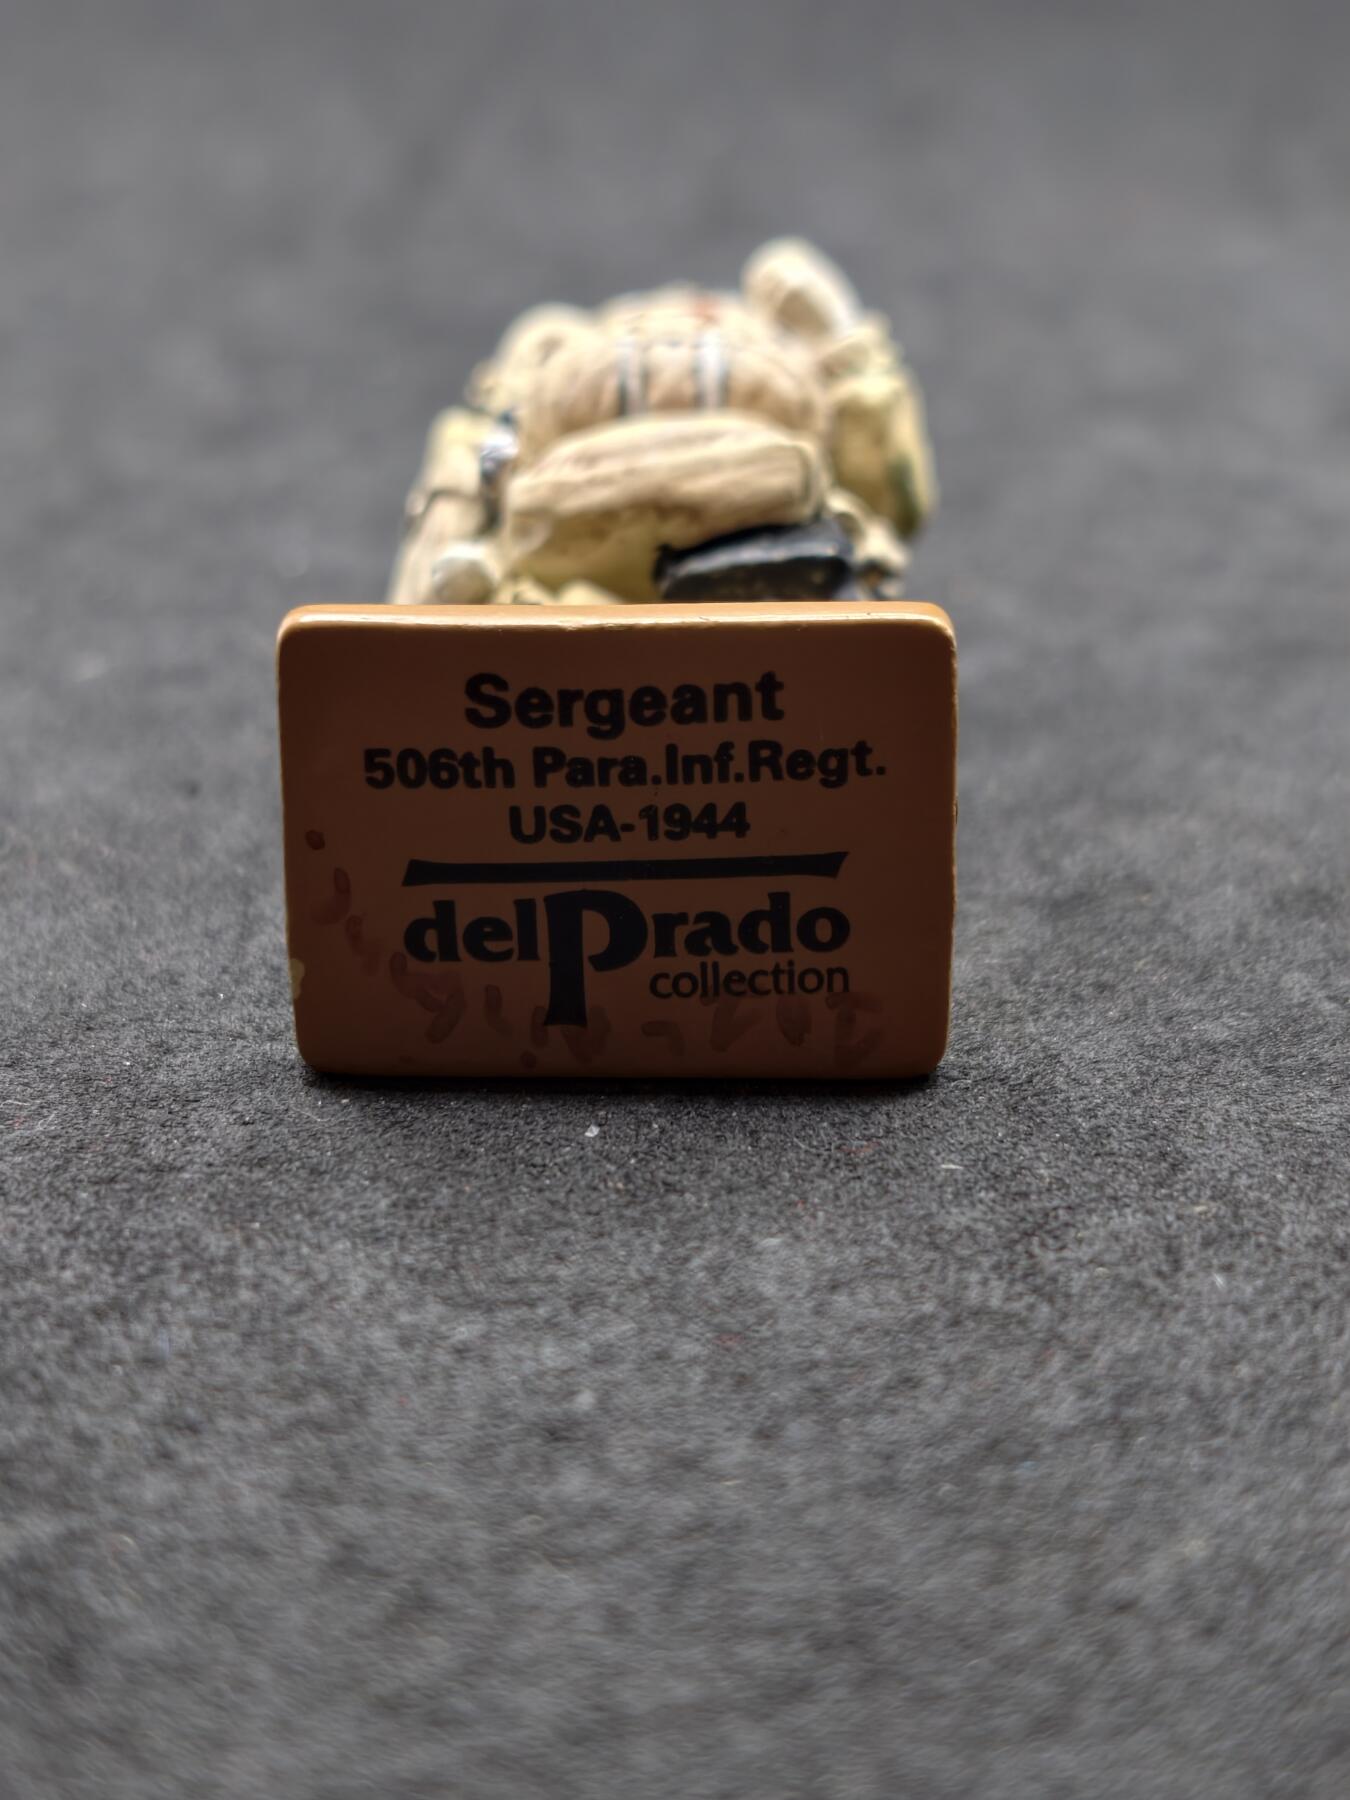 Sergeant
506th Para.Inf.Regt.
USA-1944
delPrado
collection